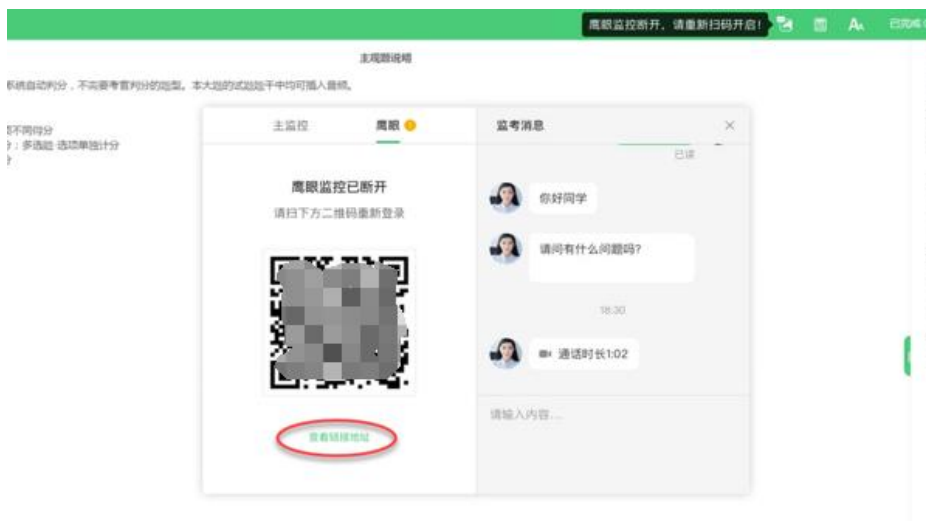 鹰眼监控断开，请重新扫码开启！
已完成
主观题说明
系统自动判分，不需要考官判分的题型。本大题的试题题干中均可插入音频。
项不同得分
分；多选题-选项单独计分
分
主监控 鹰眼
鹰眼监控已断开
请扫下方二维码重新登录
查看链接地址
监考消息
已读
你好同学
请问有什么问题吗？
18:30
通话时长1:02
请输入内容...